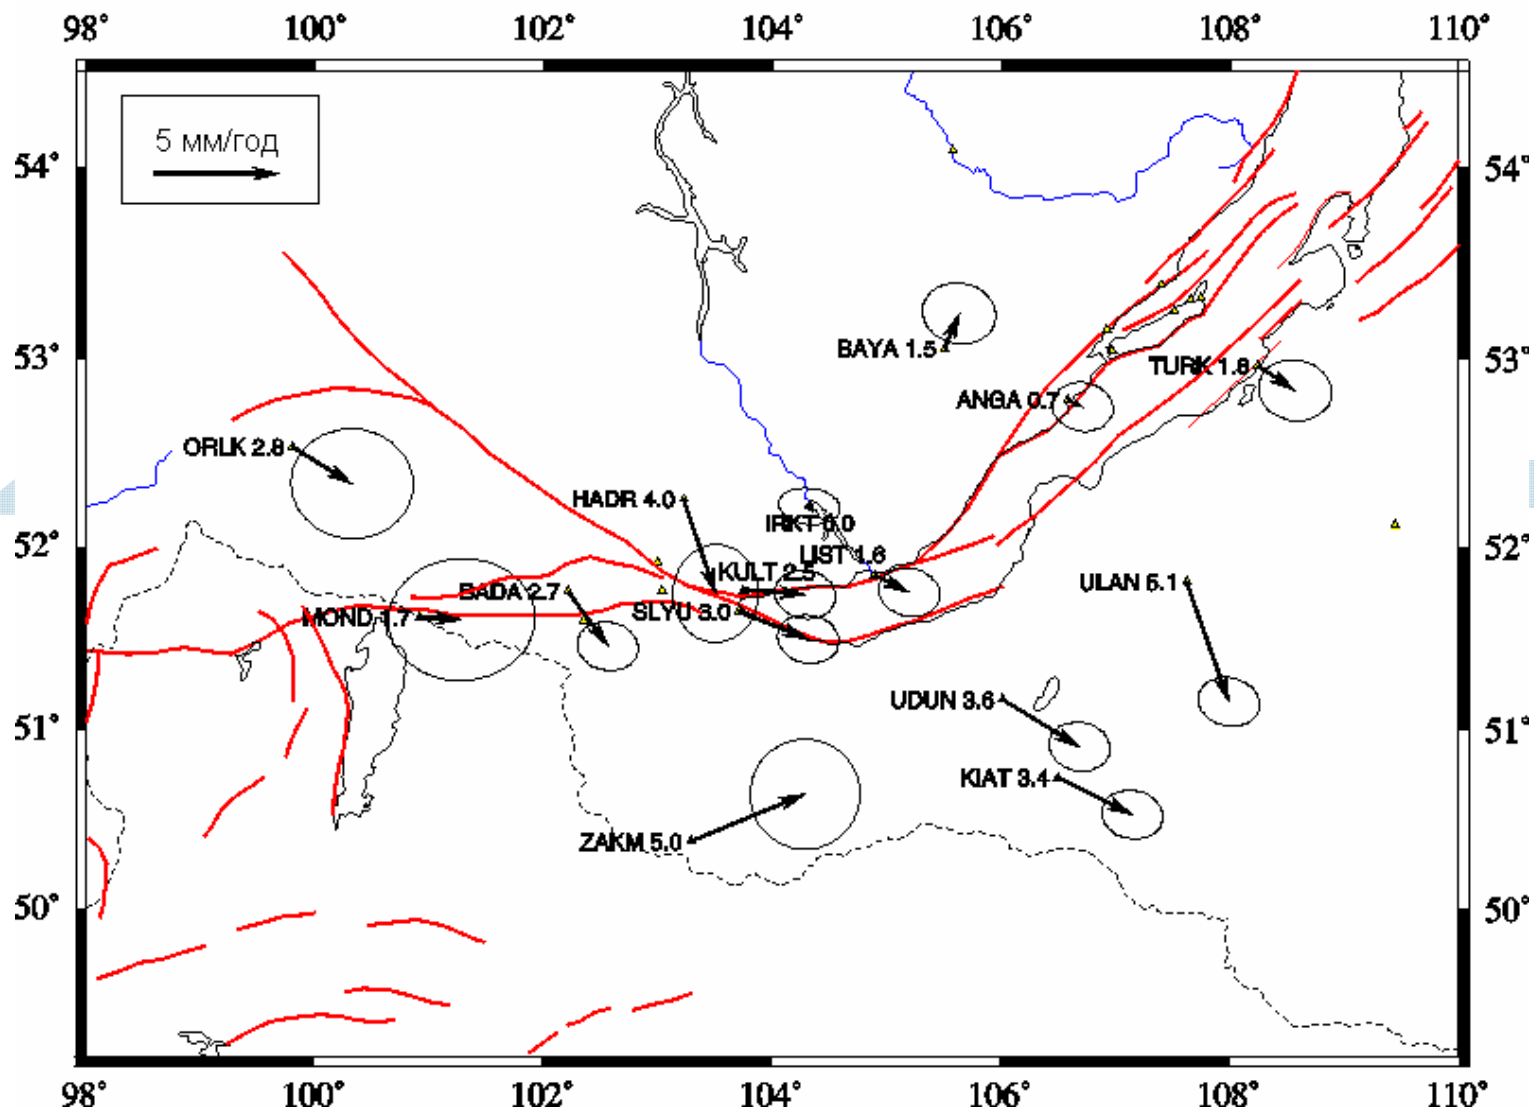 98° 100° 102° 104° 106° 108° 110°
5 мм/год
54° 54°
53° 53°
BAYA 1.5
TURK 1.8
ANGA 0.7
ORLK 2.8
HADR 4.0
IRKT 0.0
52° 52°
LIST 1.6
KULT 2.5
ULAN 5.1
BADA 2.7
SLYU 3.0
MOND 1.7
UDUN 3.6
51° 51°
KIAT 3.4
ZAKM 5.0
50° 50°
98° 100° 102° 104° 106° 108° 110°